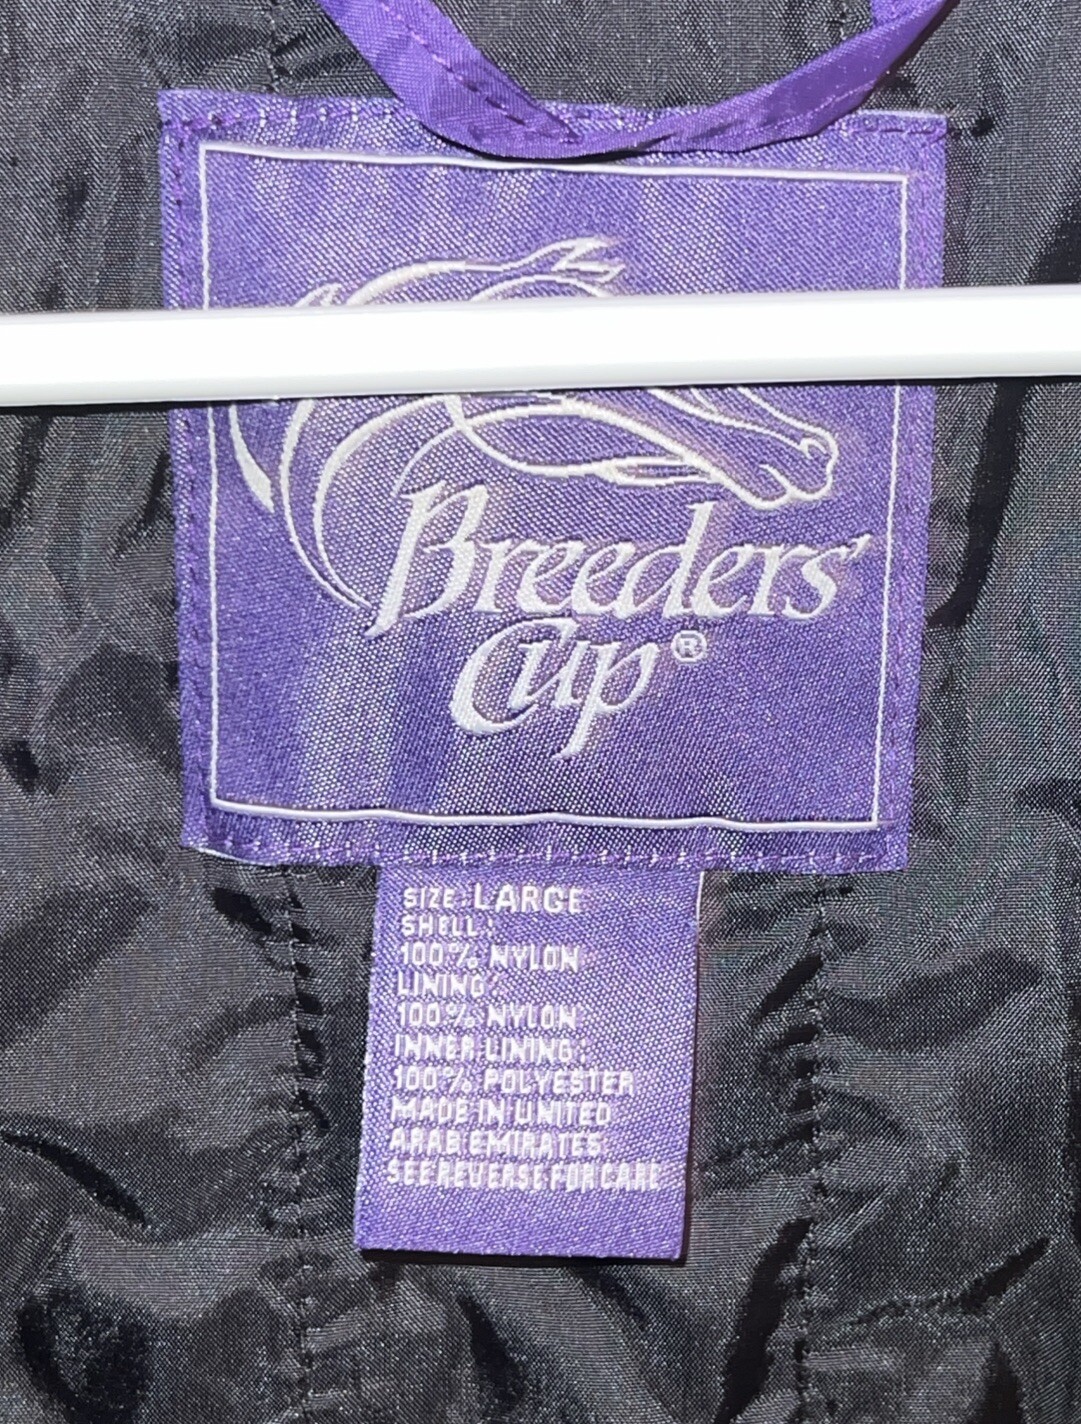 Breeders'
Cup®
SIZE: LARGE
SHELL:
100% NYLON
LINING:
100% NYLON
INNER LINING:
100% POLYESTER
MADE IN UNITED
ARAB EMIRATES
SEE REVERSE FOR CARE